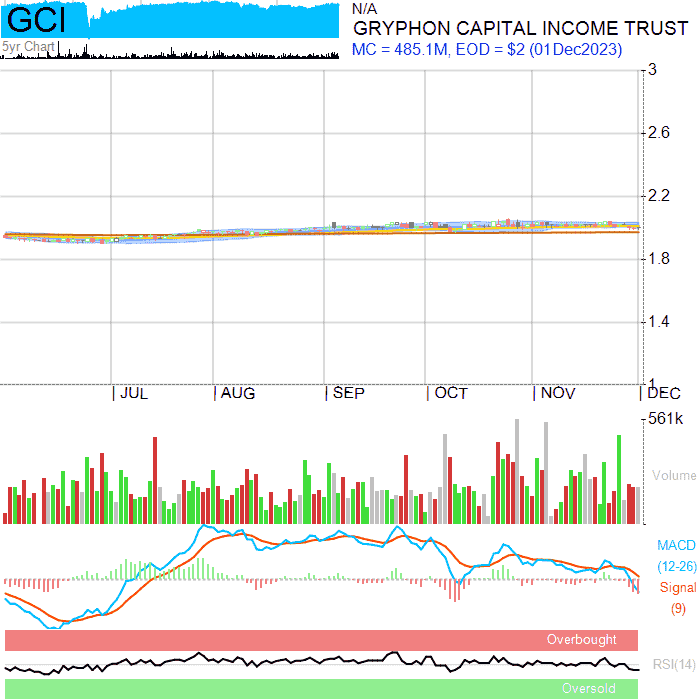 GCI
5yr Chart
N/A
GRYPHON CAPITAL INCOME TRUST
MC = 485.1M, EOD = $2 (01Dec2023)
3
2.6
2.2
1.8
1.4
1
JUL
AUG
SEP
OCT
NOV
DEC
561k
Volume
MACD
(12-26)
Signal
(9)
Overbought
RSI(14)
Oversold